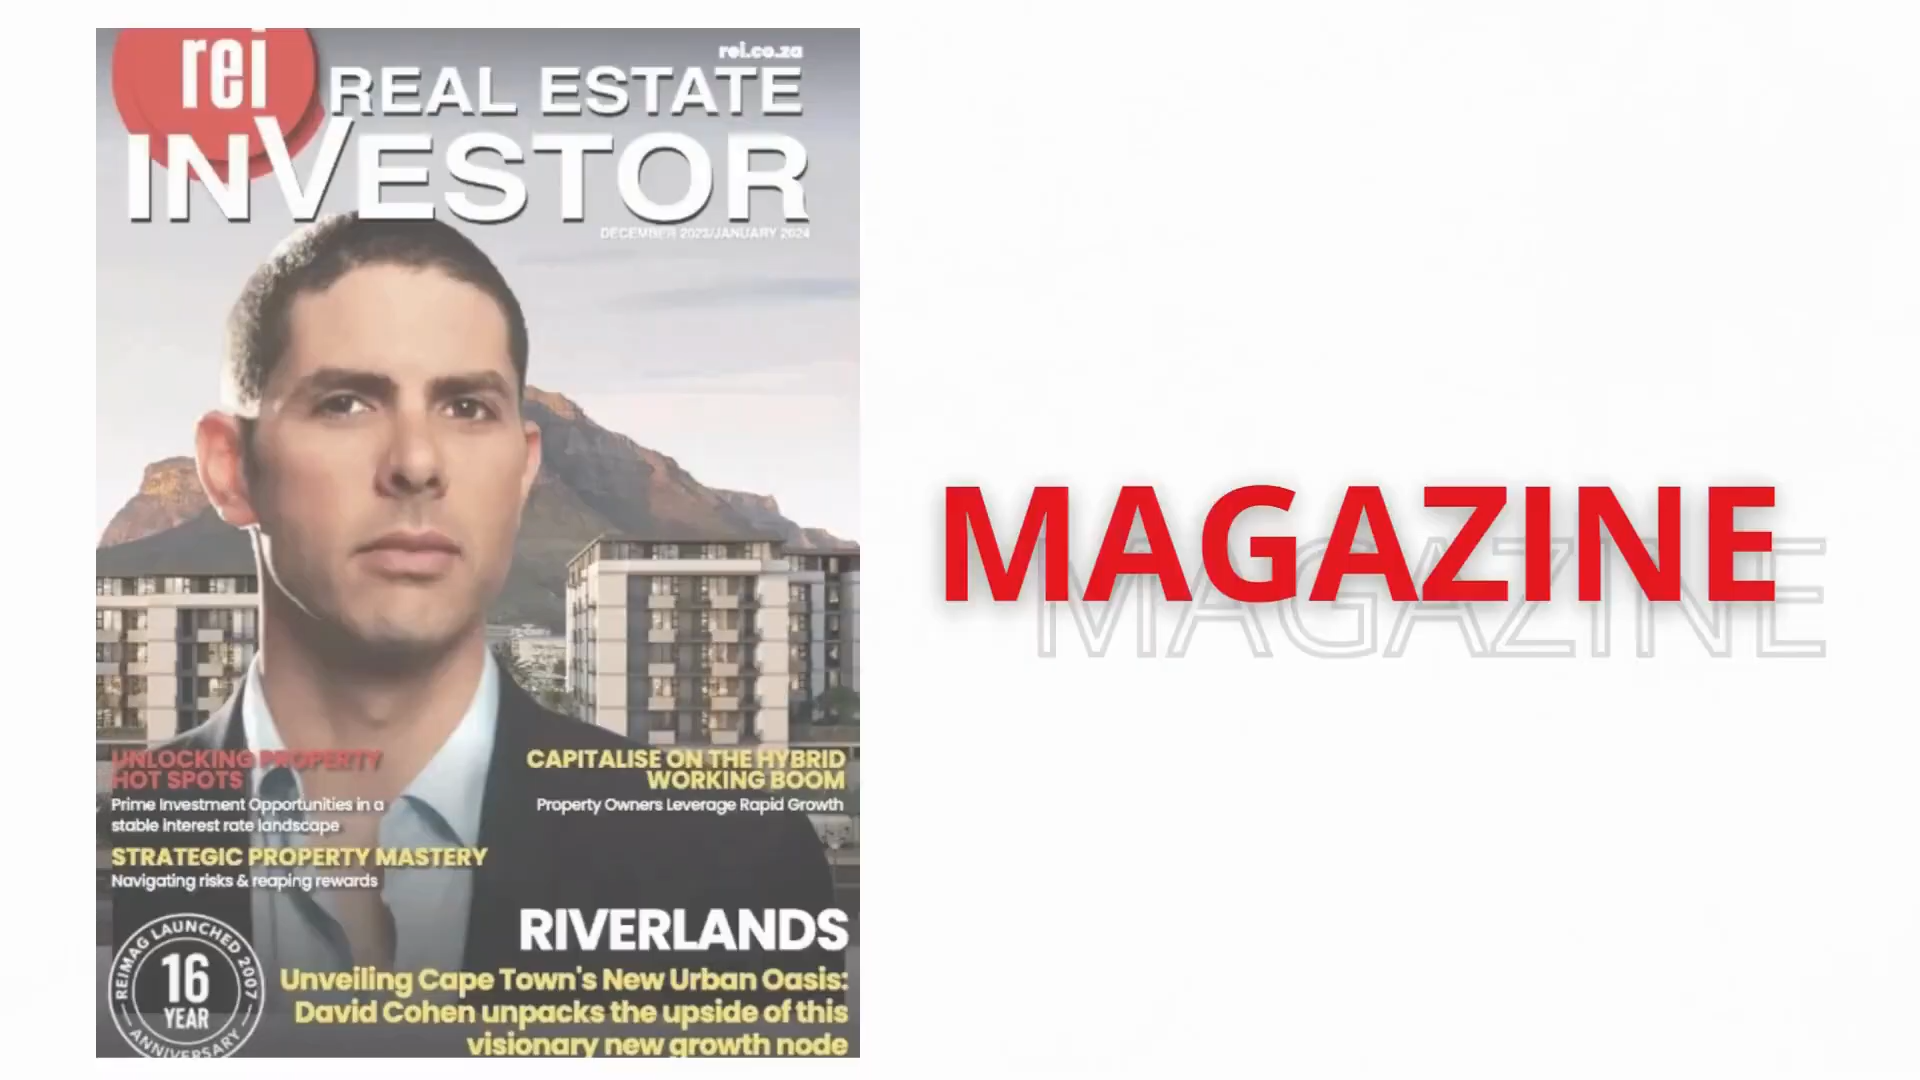 rei
rei.co.za
REAL ESTATE
INVESTOR
DECEMBER 2023/JANUARY 2024
UNLOCKING PROPERTY
HOT SPOTS
Prime Investment Opportunities in a
stable interest rate landscape
STRATEGIC PROPERTY MASTERY
Navigating risks & reaping rewards
CAPITALISE ON THE HYBRID
WORKING BOOM
Property Owners Leverage Rapid Growth
REIMAG LAUNCHED 2007
16
YEAR
ANNIVERSARY
RIVERLANDS
Unveiling Cape Town's New Urban Oasis:
David Cohen unpacks the upside of this
visionary new growth node
MAGAZINE
MAGAZINE